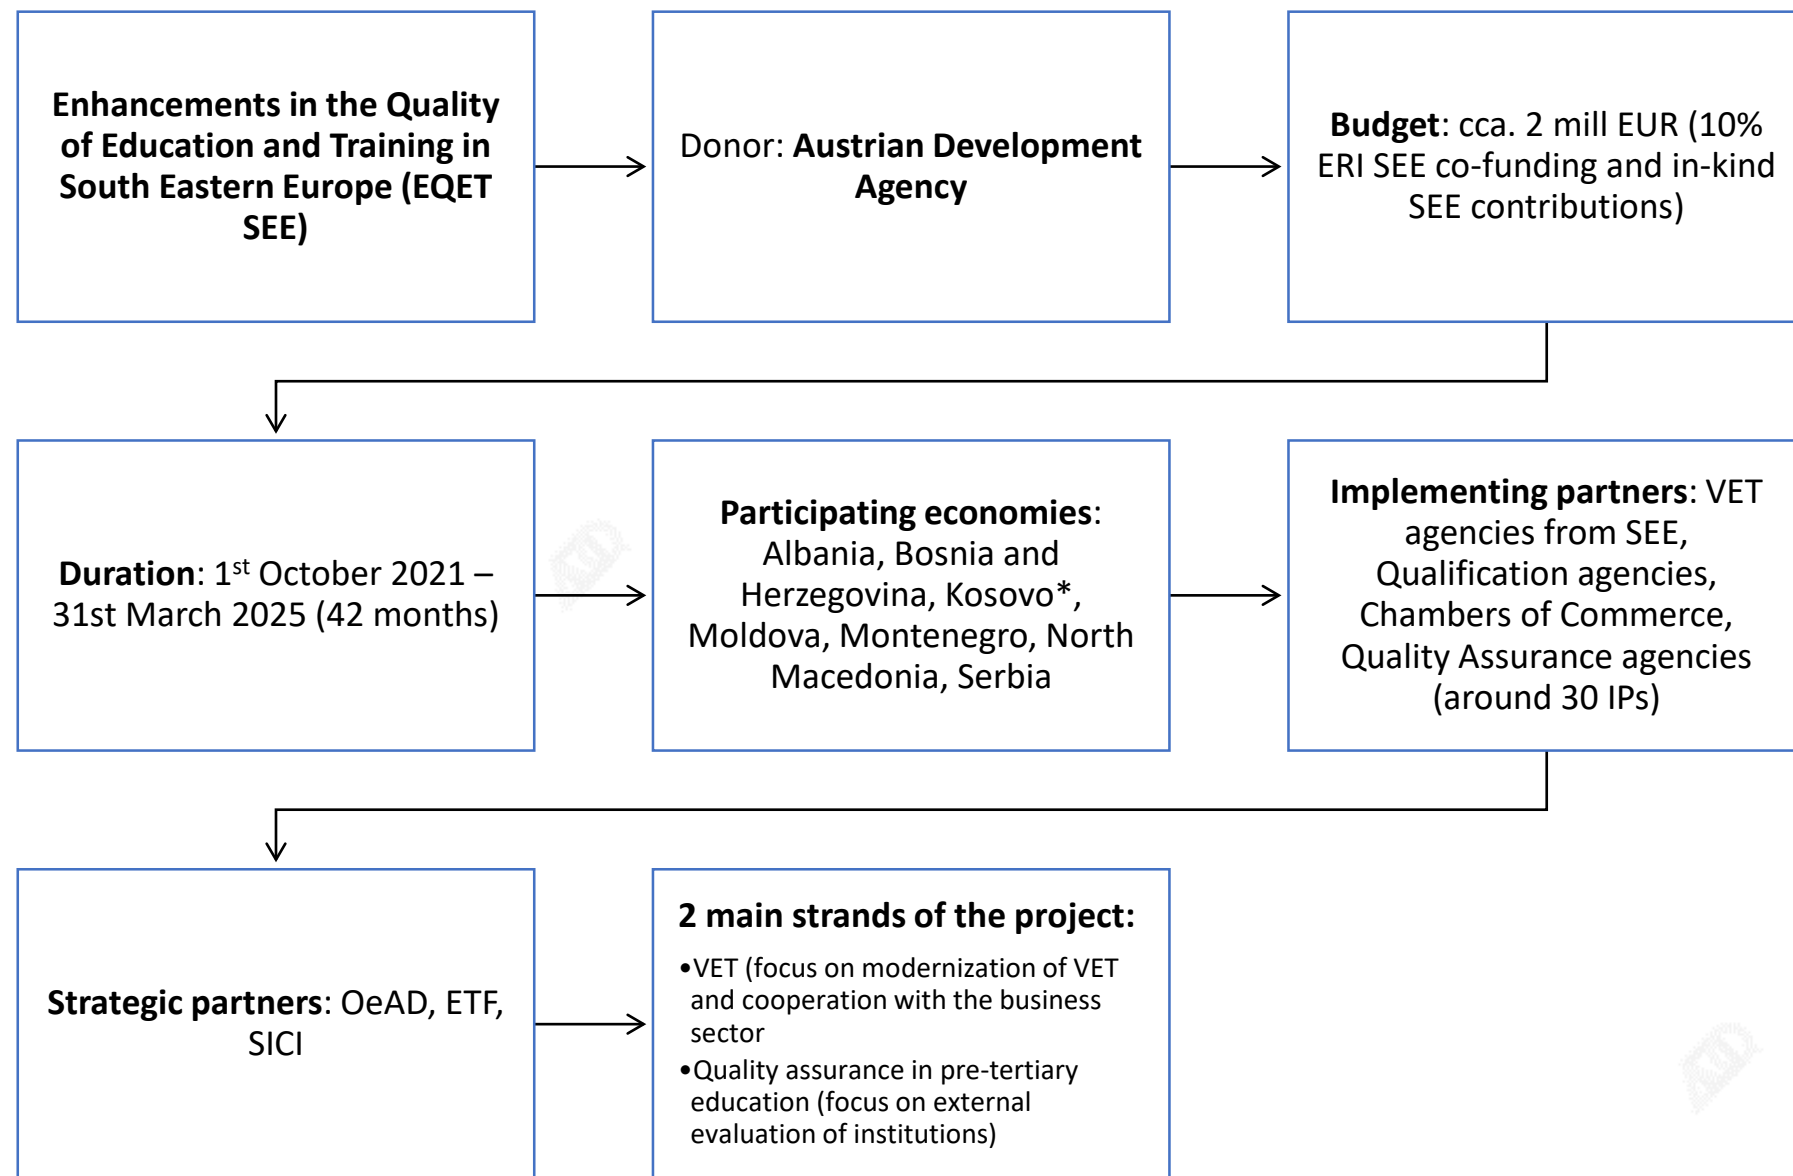 Enhancements in the Quality
of Education and Training in
South Eastern Europe (EQET
SEE)
Donor: Austrian Development
Agency
Budget: cca. 2 mill EUR (10%
ERI SEE co-funding and in-kind
SEE contributions)
Duration: 1st October 2021 –
31st March 2025 (42 months)
Participating economies:
Albania, Bosnia and
Herzegovina, Kosovo*,
Moldova, Montenegro, North
Macedonia, Serbia
Implementing partners: VET
agencies from SEE,
Qualification agencies,
Chambers of Commerce,
Quality Assurance agencies
(around 30 IPs)
Strategic partners: OeAD, ETF,
SICI
2 main strands of the project:
•VET (focus on modernization of VET
and cooperation with the business
sector
•Quality assurance in pre-tertiary
education (focus on external
evaluation of institutions)